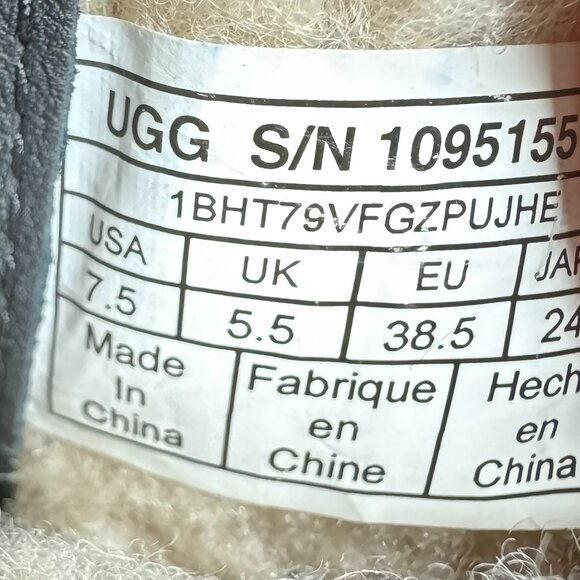 UGG S/N 1095155
1BHT79VFGZPUJHE
USA UK EU
7.5 5.5 38.5 24
Made Fabrique
In en en
China Chine China